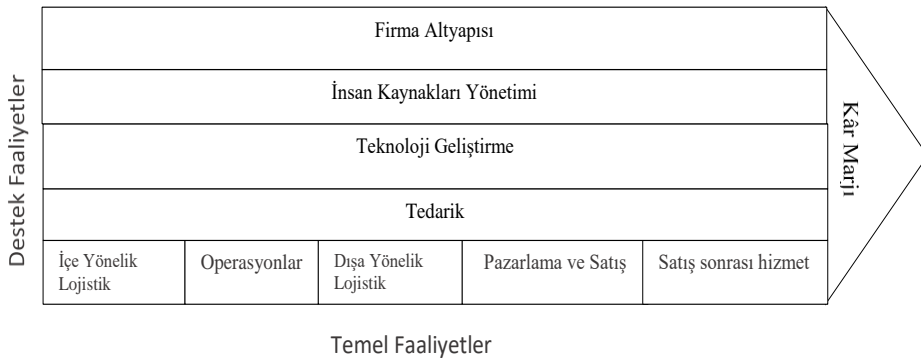 Firma Altyapısı
İnsan Kaynakları Yönetimi
Teknoloji Geliştirme
Tedarik
Destek Faaliyetler
Kâr Marjı
İçe Yönelik
Lojistik
Operasyonlar
Dışa Yönelik
Lojistik
Pazarlama ve Satış
Satış sonrası hizmet
Temel Faaliyetler